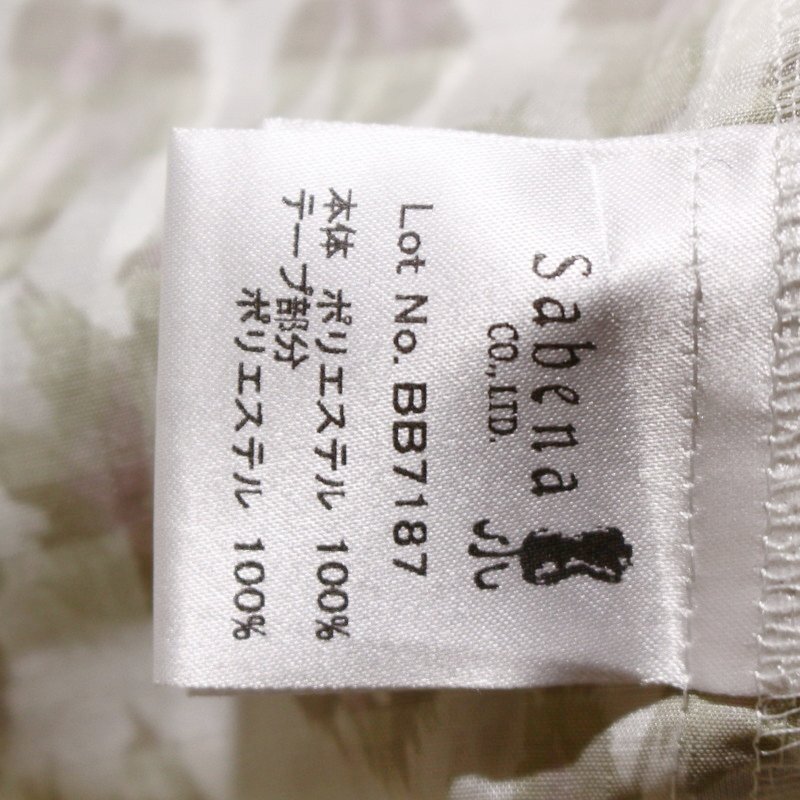 Sabena
CO., LTD.
Lot No. BB7187
本体 ポリエステル 100%
テープ部分
ポリエステル 100%